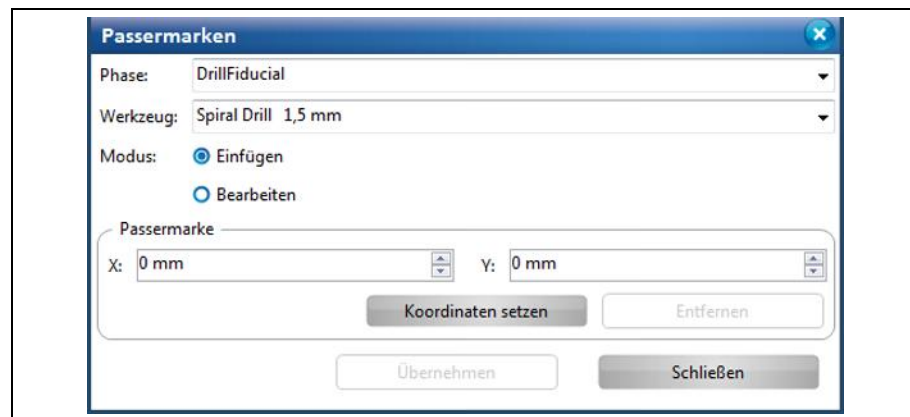 Passermarken
Phase: DrillFiducial
Werkzeug: Spiral Drill 1,5 mm
Modus: Einfügen
Bearbeiten
Passermarke
X: 0 mm Y: 0 mm
Koordinaten setzen Entfernen
Übernehmen Schließen